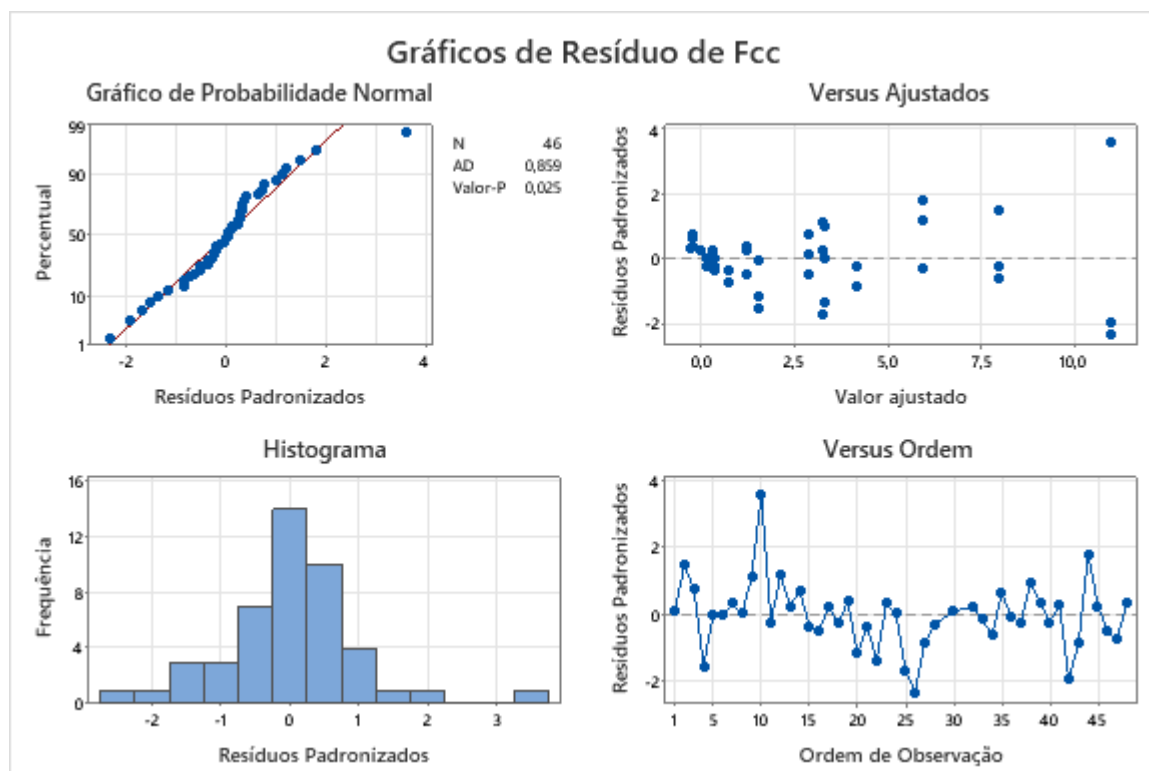 Gráficos de Resíduo de Fcc
Gráfico de Probabilidade Normal
99
90
50
10
1
Percentual
-2
0
2
4
Resíduos Padronizados
N 46
AD 0,859
Valor-P 0,025
Versus Ajustados
4
2
0
-2
Resíduos Padronizados
0,0
2,5
5,0
7,5
10,0
Valor ajustado
Histograma
16
12
8
4
0
Frequência
-2
-1
0
1
2
3
Resíduos Padronizados
Versus Ordem
4
2
0
-2
Resíduos Padronizados
1
5
10
15
20
25
30
35
40
45
Ordem de Observação